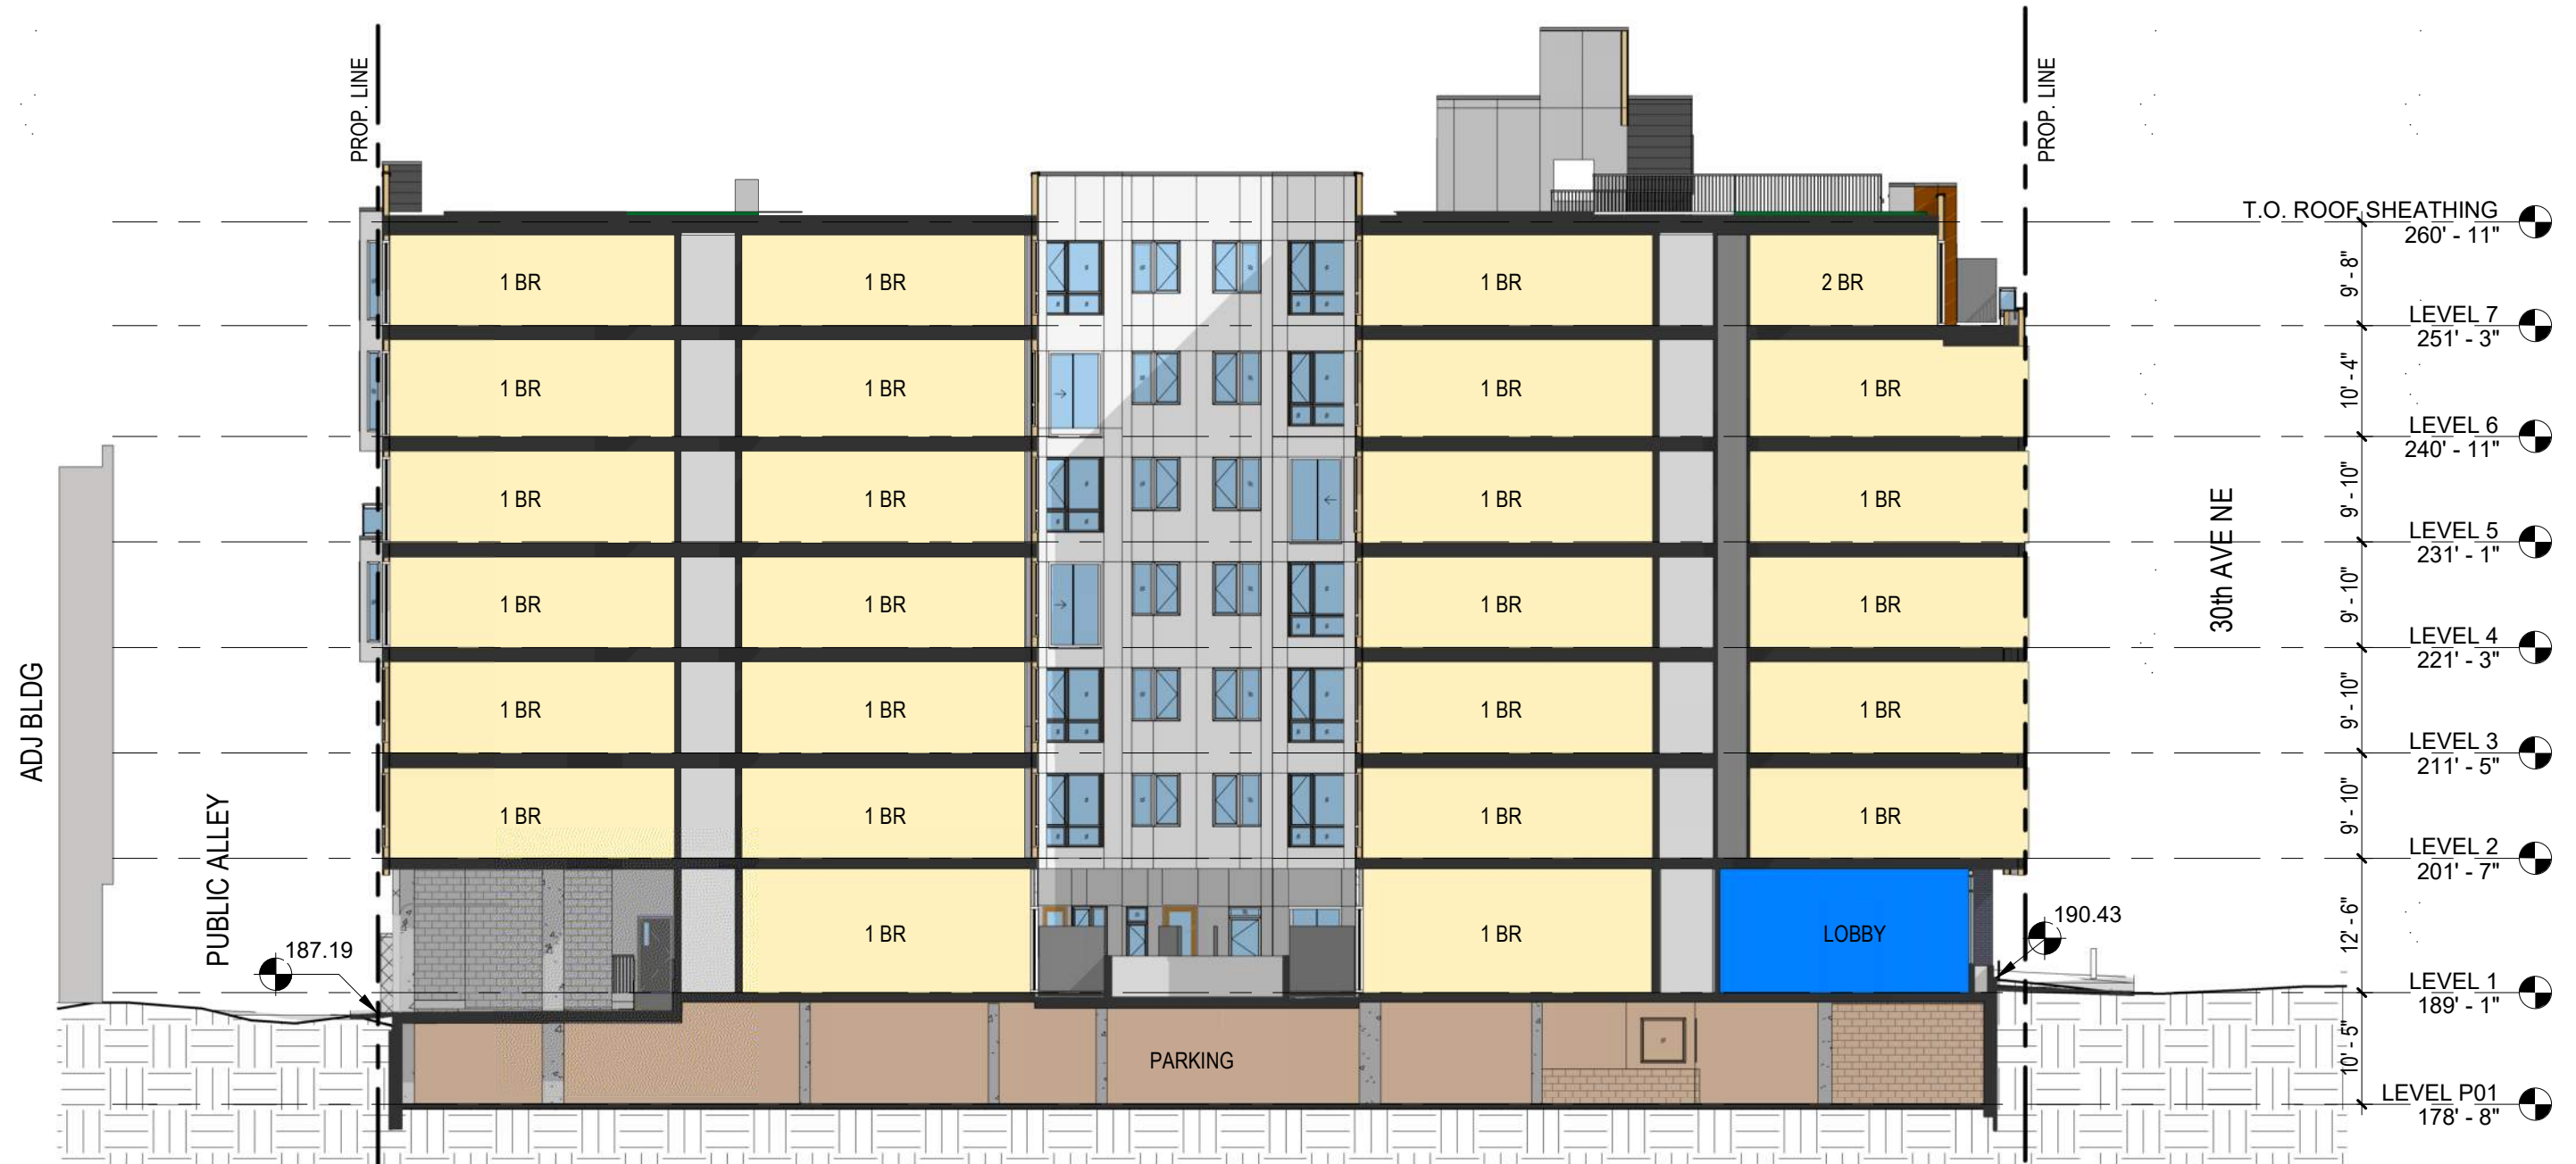 PROP. LINE
PROP. LINE
T.O. ROOF SHEATHING
260' - 11"
9' - 8"
1 BR
1 BR
1 BR
2 BR
LEVEL 7
251' - 3"
10' - 4"
1 BR
1 BR
1 BR
1 BR
LEVEL 6
240' - 11"
9' - 10"
1 BR
1 BR
1 BR
1 BR
LEVEL 5
231' - 1"
30th AVE NE
9' - 10"
1 BR
1 BR
1 BR
1 BR
LEVEL 4
221' - 3"
ADJ BLDG
9' - 10"
1 BR
1 BR
1 BR
1 BR
LEVEL 3
211' - 5"
9' - 10"
1 BR
1 BR
1 BR
1 BR
LEVEL 2
201' - 7"
PUBLIC ALLEY
187.19
1 BR
1 BR
LOBBY
190.43
12' - 6"
LEVEL 1
189' - 1"
10' - 5"
PARKING
LEVEL P01
178' - 8"